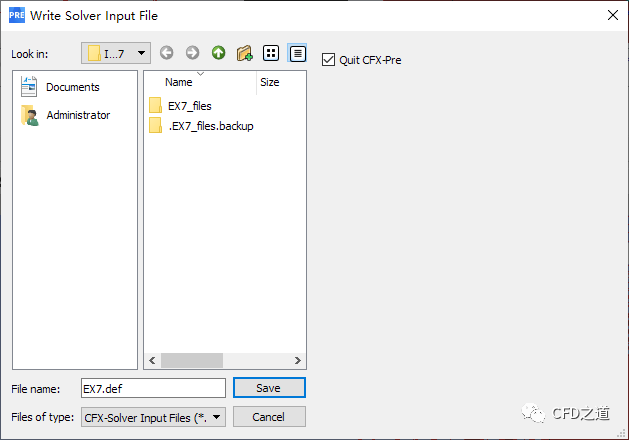 PRE Write Solver Input File
Look in: I...7
Quit CFX-Pre
Documents
Administrator
Name Size
EX7_files
.EX7_files.backup
File name: EX7.def Save
Files of type: CFX-Solver Input Files (*. Cancel
CFD之道